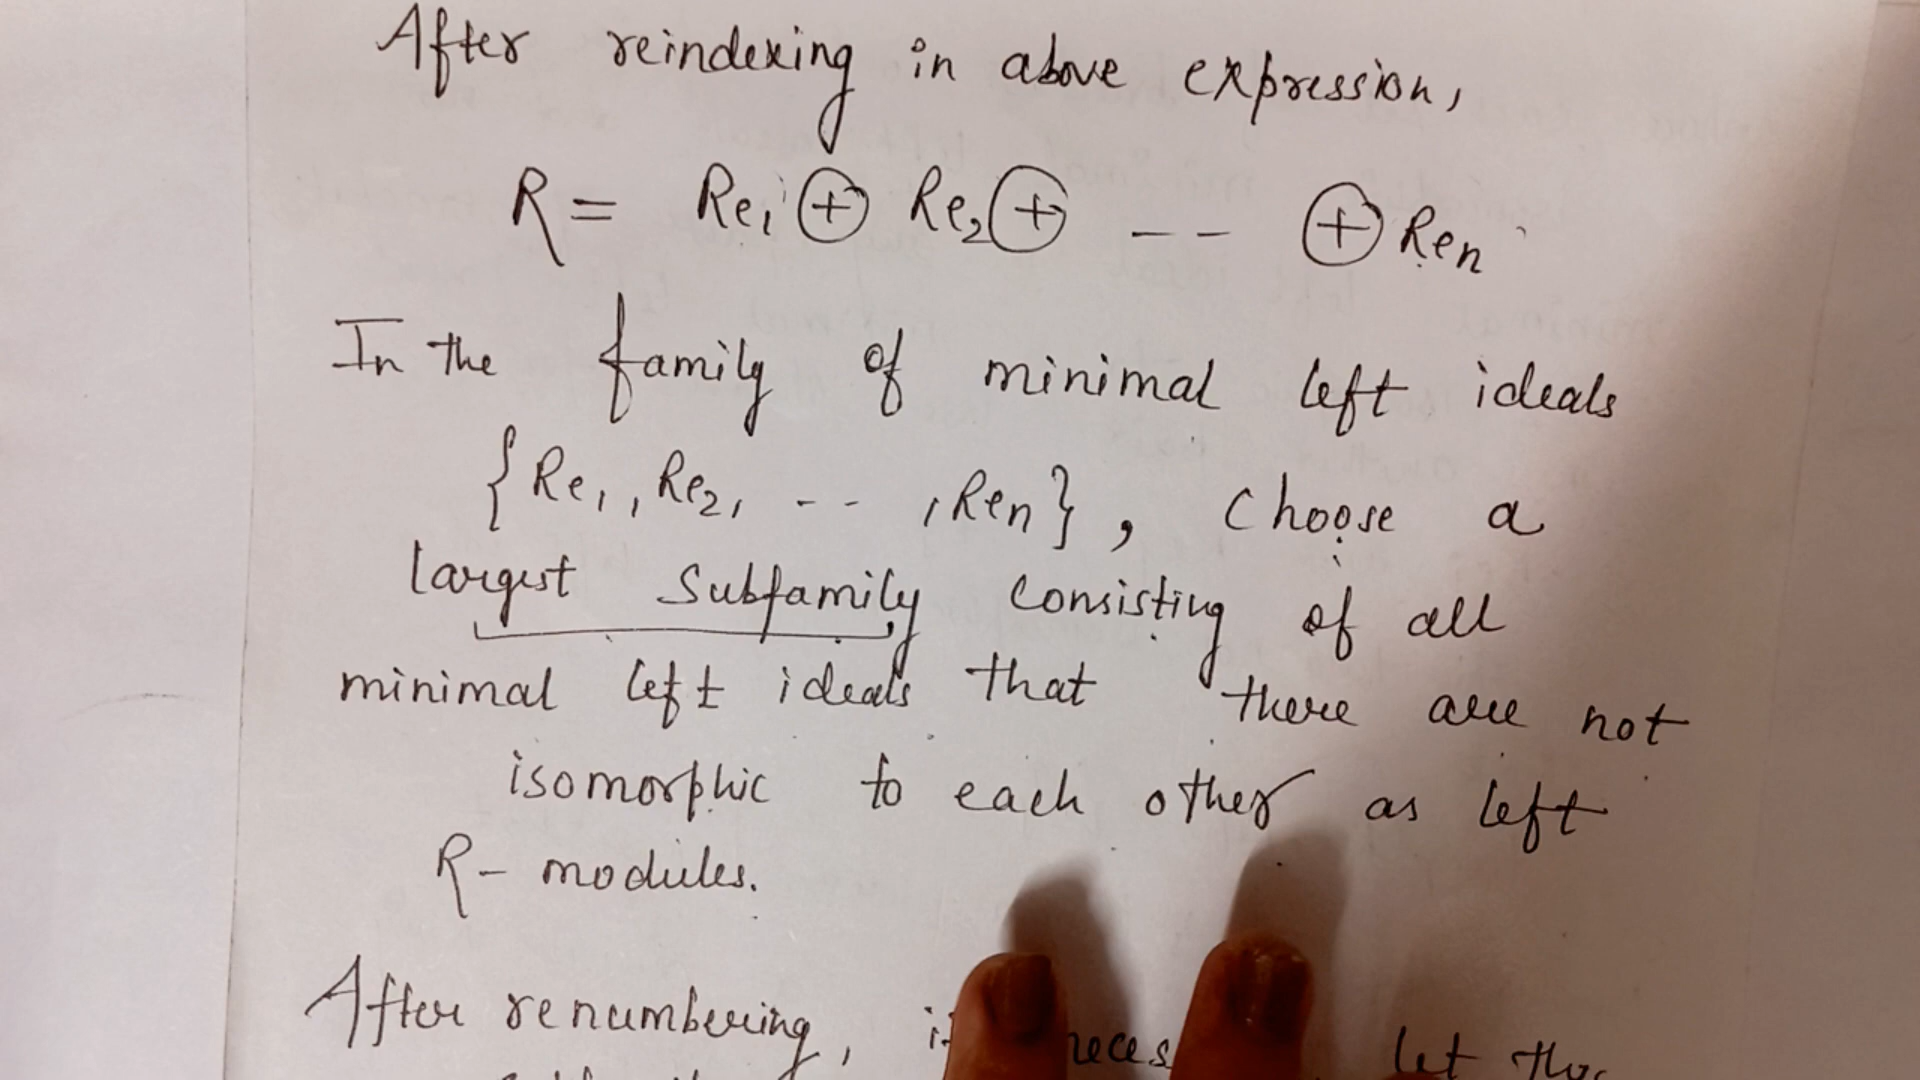 After reindexing in above expression,
R = Re₁ ⊕ Re₂ ⊕ -- ⊕ Ren
In the family of minimal left ideals
{Re₁, Re₂, -- , Ren}, choose a
largest subfamily consisting of all
minimal left ideals that there are not
isomorphic to each other as left
R- modules.
After renumbering, let